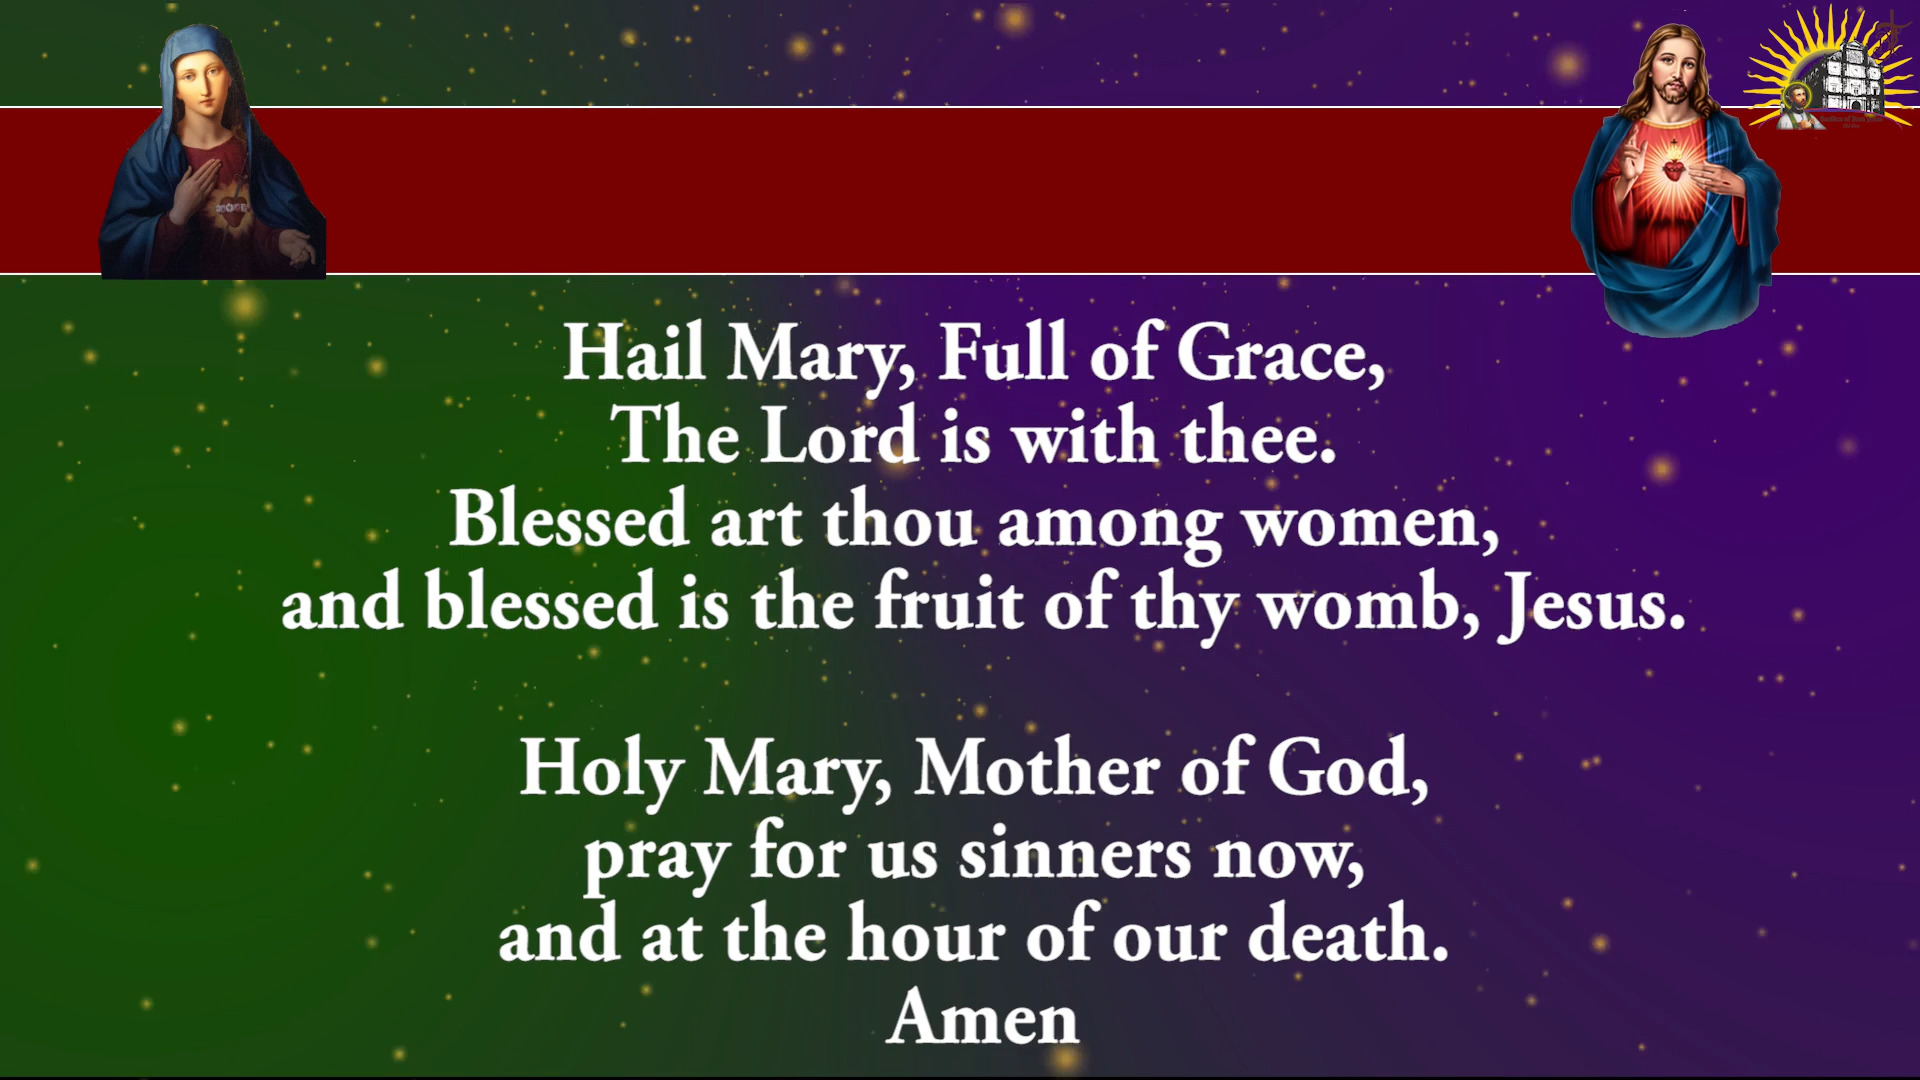 Hail Mary, Full of Grace,
The Lord is with thee.
Blessed art thou among women,
and blessed is the fruit of thy womb, Jesus.
Holy Mary, Mother of God,
pray for us sinners now,
and at the hour of our death.
Amen